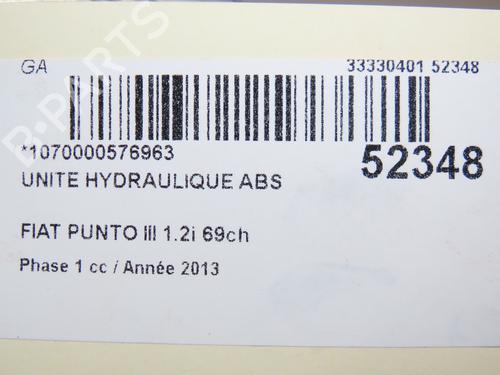 GA 33330401 52348
*1070000576963 52348
UNITE HYDRAULIQUE ABS
FIAT PUNTO III 1.2i 69ch
Phase 1 cc / Année 2013
B-PARTS